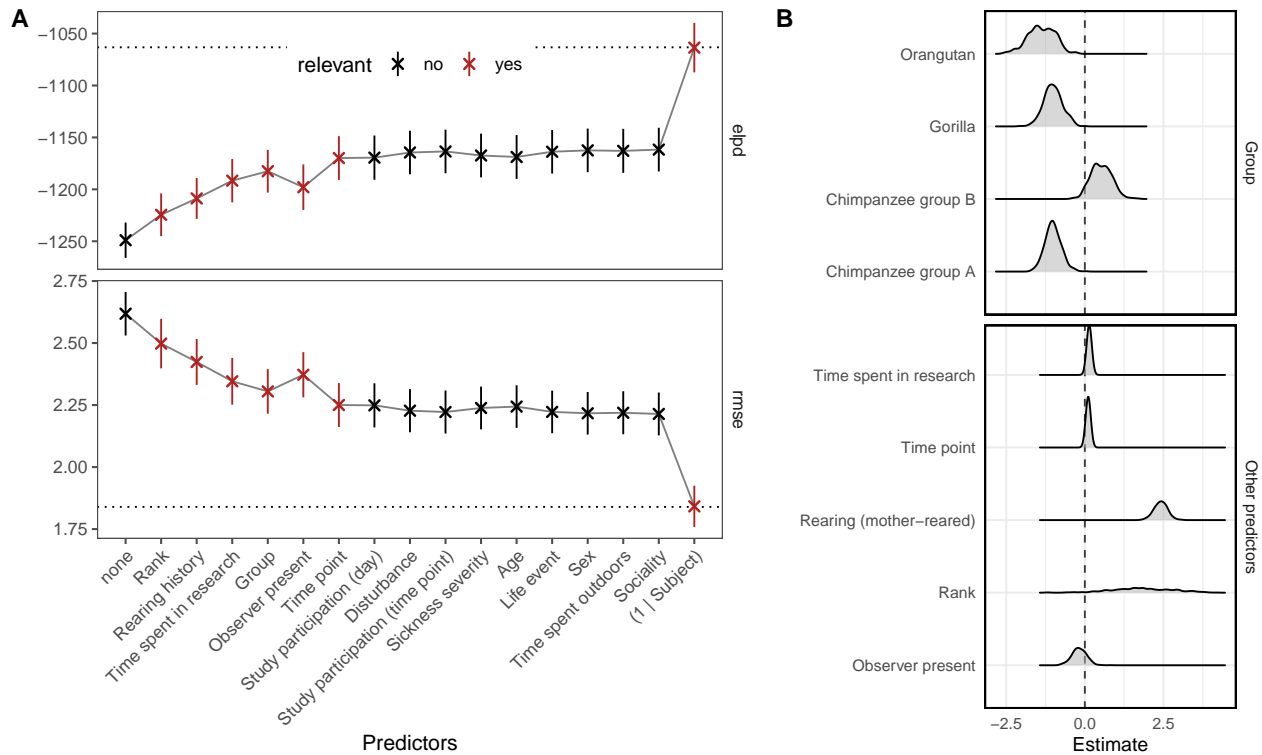 A
B
−1050
−1100
−1150
−1200
−1250
relevant no yes
elpd
2.75
2.50
2.25
2.00
1.75
rmse
none
Rank
Rearing history
Time spent in research
Group
Observer present
Time point
Study participation (day)
Disturbance
Study participation (time point)
Sickness severity
Age
Life event
Sex
Time spent outdoors
Sociality
(1 | Subject)
Predictors
Orangutan
Gorilla
Chimpanzee group B
Chimpanzee group A
Group
Time spent in research
Time point
Rearing (mother−reared)
Rank
Observer present
Other predictors
−2.5 0.0 2.5
Estimate